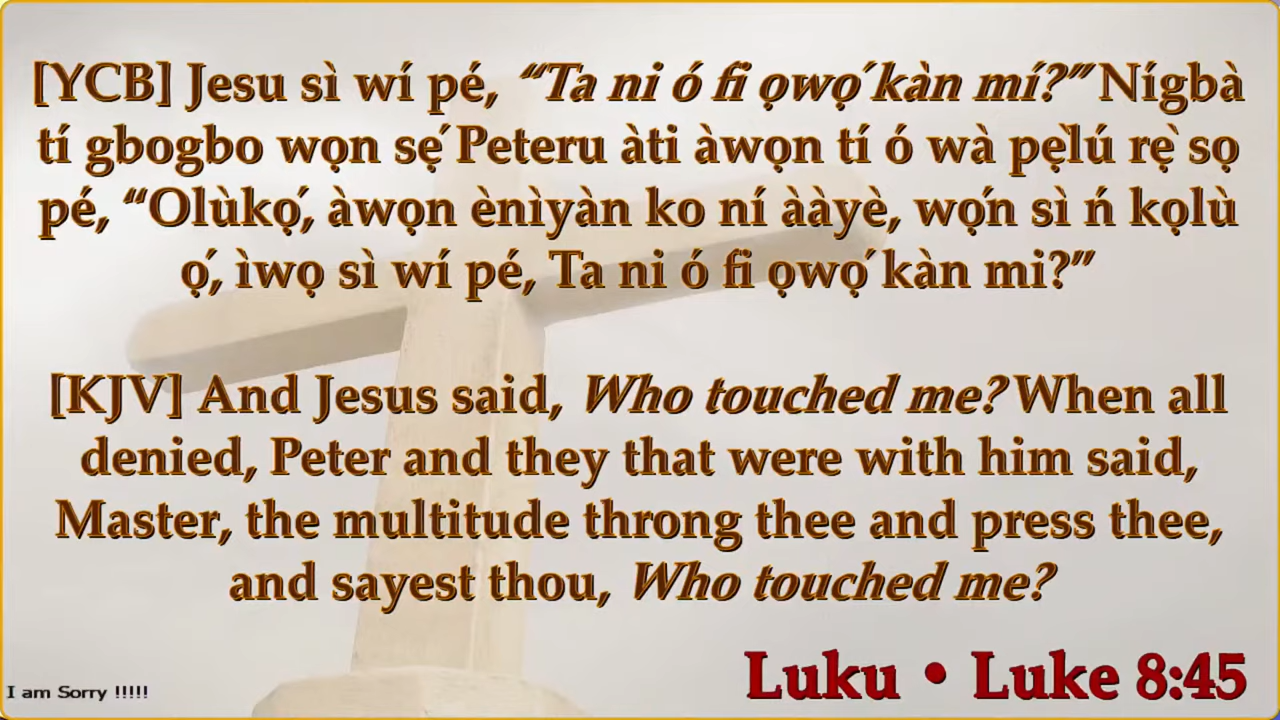 [YCB] Jesu sì wí pé, “Ta ni ó fi ọwọ́ kàn mí?” Nígbà
tí gbogbo wọn sẹ́ Peteru àti àwọn tí ó wà pẹ̀lú rẹ̀ sọ
pé, “Olùkọ́, àwọn ènìyàn ko ní ààyè, wọ́n sì ń kọlù
ọ́, ìwọ sì wí pé, Ta ni ó fi ọwọ́ kàn mi?”
[KJV] And Jesus said, Who touched me? When all
denied, Peter and they that were with him said,
Master, the multitude throng thee and press thee,
and sayest thou, Who touched me?
Luku • Luke 8:45
I am Sorry !!!!!